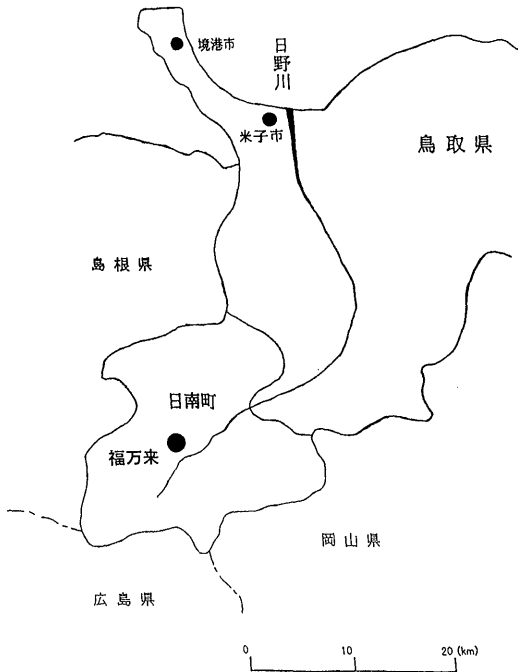 境港市
日野川
米子市
鳥取県
島根県
日南町
福万来
岡山県
広島県
0 10 20 (km)